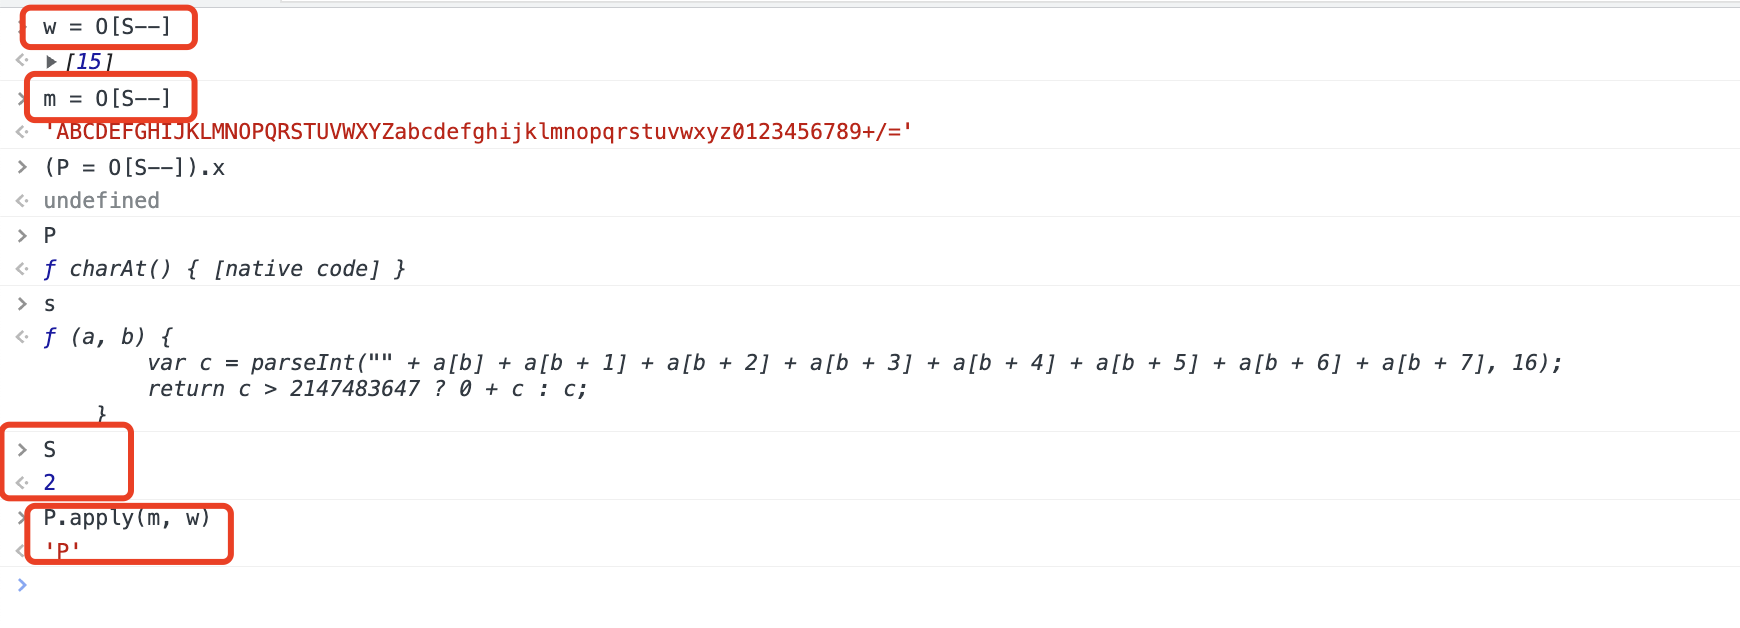 w = O[S--]
[15]
m = O[S--]
'ABCDEFGHIJKLMNOPQRSTUVWXYZabcdefghijklmnopqrstuvwxyz0123456789+/='
(P = O[S--]).x
undefined
P
ƒ charAt() { [native code] }
s
ƒ (a, b) {
var c = parseInt("" + a[b] + a[b + 1] + a[b + 2] + a[b + 3] + a[b + 4] + a[b + 5] + a[b + 6] + a[b + 7], 16);
return c > 2147483647 ? 0 + c : c;
}
S
2
P.apply(m, w)
'P'